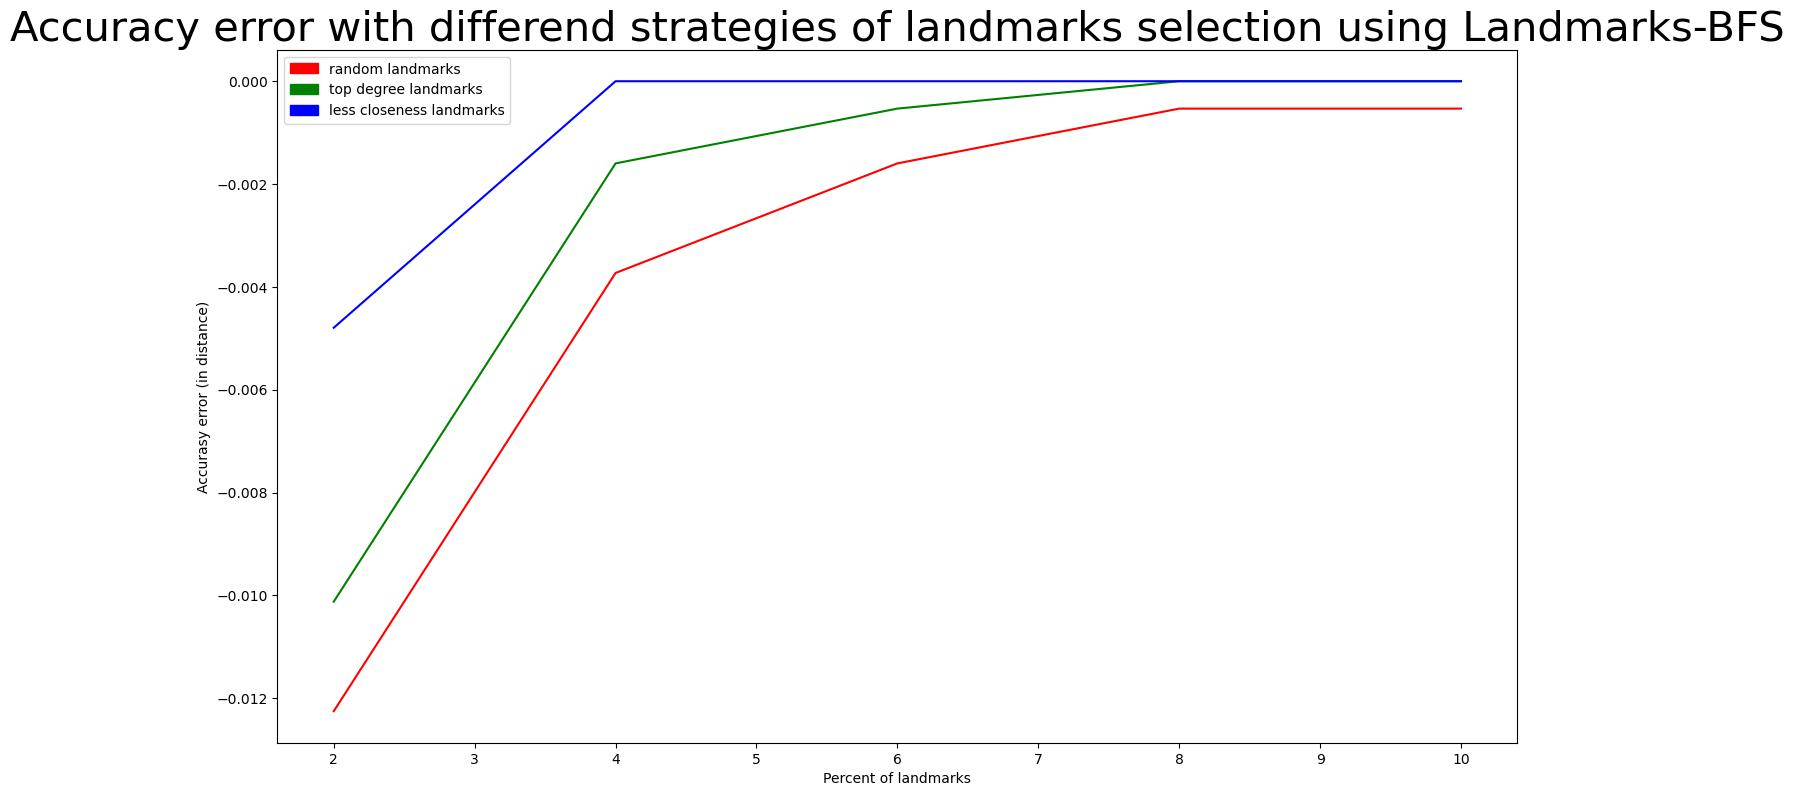 Accuracy error with differend strategies of landmarks selection using Landmarks-BFS
random landmarks
top degree landmarks
less closeness landmarks
0.000
−0.002
−0.004
−0.006
−0.008
−0.010
−0.012
Accurasy error (in distance)
2 3 4 5 6 7 8 9 10
Percent of landmarks